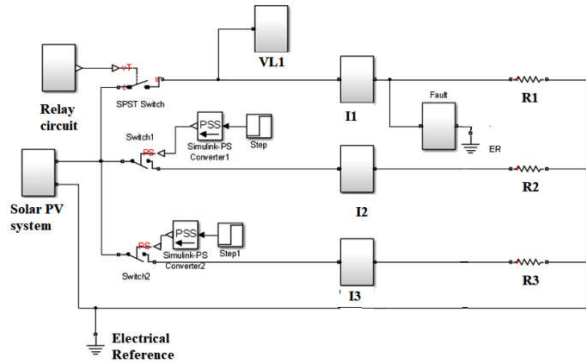 VL1
Relay
circuit
vT
SPST Switch
I1
Fault
R1
ER
Switch1
PS
PSS
Simulink-PS
Converter1
Step
Solar PV
system
I2
R2
PS
Switch2
PSS
Simulink-PS
Converter2
Step1
I3
R3
Electrical
Reference